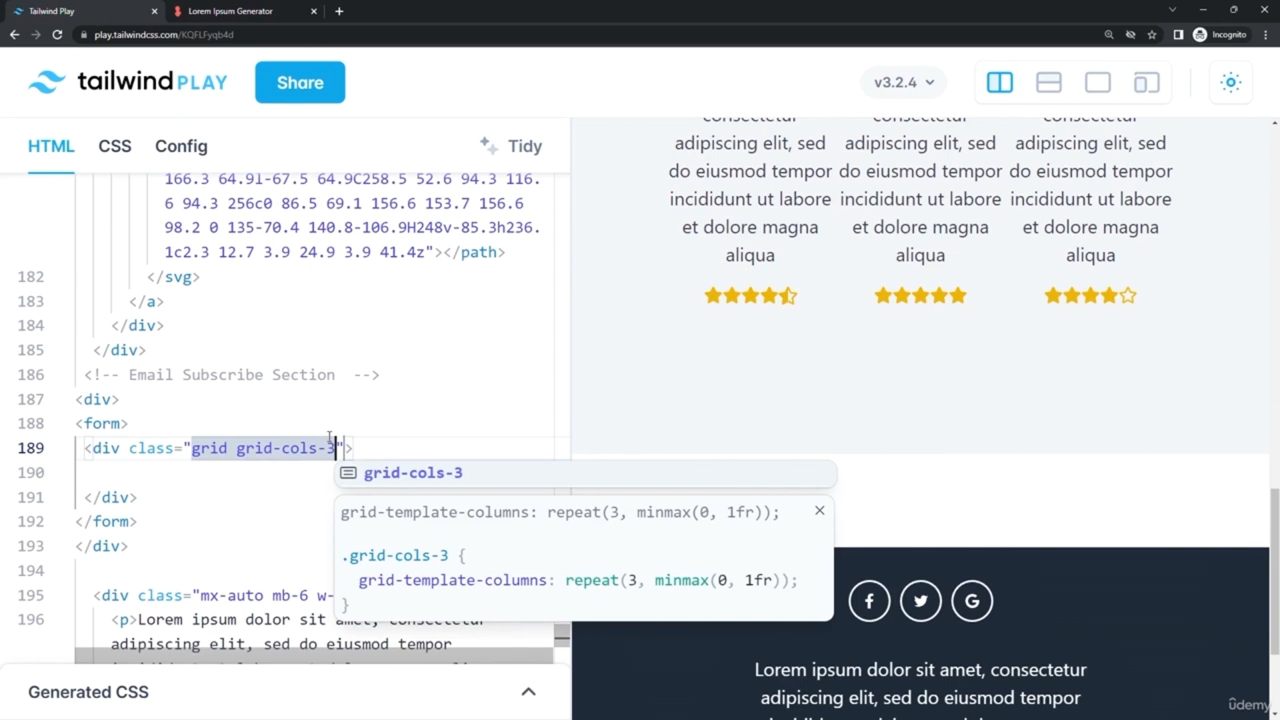 Tailwind Play
Lorem Ipsum Generator
play.tailwindcss.com/KQFLFyqb4d
Incognito
tailwind PLAY
Share
v3.2.4
HTML
CSS
Config
Tidy
166.3 64.9l-67.5 64.9C258.5 52.6 94.3 116.
6 94.3 256c0 86.5 69.1 156.6 153.7 156.6
98.2 0 135-70.4 140.8-106.9H248v-85.3h236.
1c2.3 12.7 3.9 24.9 3.9 41.4z"></path>
182 </svg>
183 </a>
184 </div>
185 </div>
186 <!-- Email Subscribe Section -->
187 <div>
188 <form>
189 <div class="grid grid-cols-3">
190
191 </div>
192 </form>
193 </div>
194
195 <div class="mx-auto mb-6 w-
196 <p>Lorem ipsum dolor sit amet, consectetur
adipiscing elit, sed do eiusmod tempor
grid-cols-3
grid-template-columns: repeat(3, minmax(0, 1fr));
.grid-cols-3 {
grid-template-columns: repeat(3, minmax(0, 1fr));
}
Generated CSS
consectetur consectetur consectetur
adipiscing elit, sed adipiscing elit, sed adipiscing elit, sed
do eiusmod tempor do eiusmod tempor do eiusmod tempor
incididunt ut labore incididunt ut labore incididunt ut labore
et dolore magna et dolore magna et dolore magna
aliqua aliqua aliqua
Lorem ipsum dolor sit amet, consectetur
adipiscing elit, sed do eiusmod tempor
ûdemy